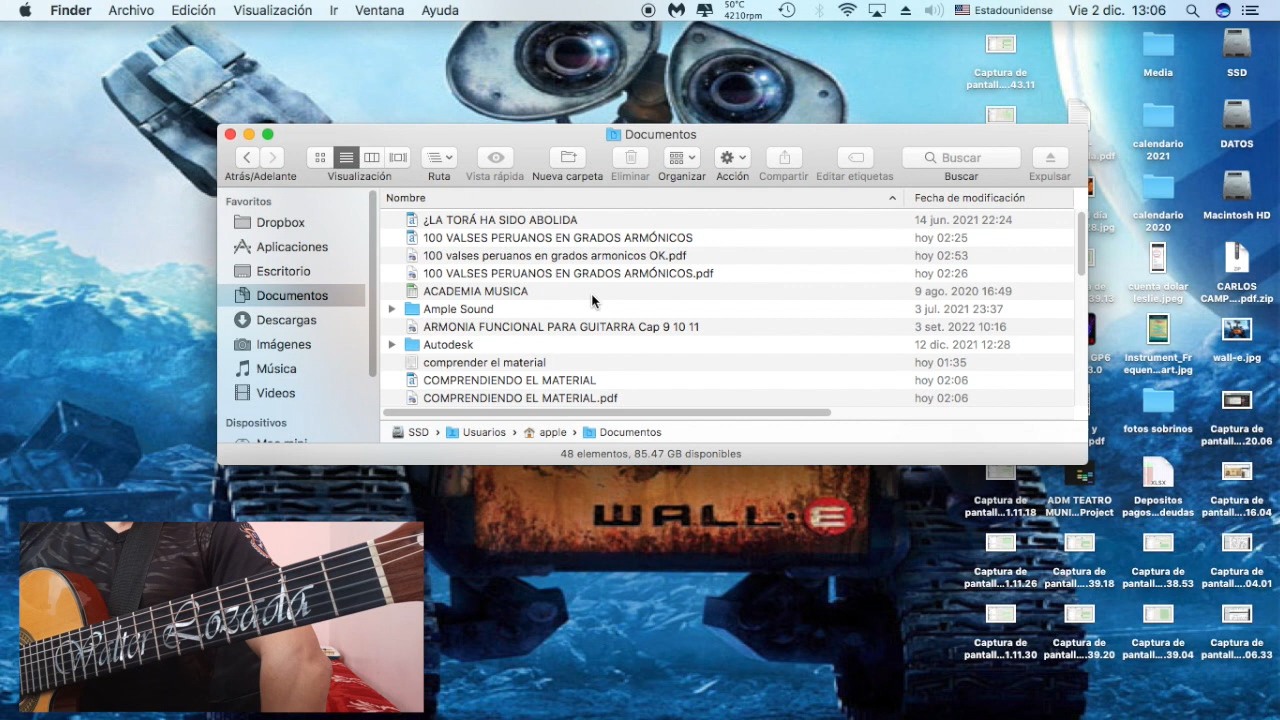 Finder Archivo Edición Visualización Ir Ventana Ayuda
50°C
4210rpm
Estadounidense Vie 2 dic. 13:06
Documentos
Atrás/Adelante Visualización Ruta Vista rápida Nueva carpeta Eliminar Organizar Acción Compartir Editar etiquetas Buscar Expulsar
Buscar
Favoritos
Dropbox
Aplicaciones
Escritorio
Documentos
Descargas
Imágenes
Música
Videos
Dispositivos
Nombre Fecha de modificación
¿LA TORÁ HA SIDO ABOLIDA 14 jun. 2021 22:24
100 VALSES PERUANOS EN GRADOS ARMÓNICOS hoy 02:25
100 valses peruanos en grados armonicos OK.pdf hoy 02:53
100 VALSES PERUANOS EN GRADOS ARMÓNICOS.pdf hoy 02:26
ACADEMIA MUSICA 9 ago. 2020 16:49
Ample Sound 3 jul. 2021 23:37
ARMONIA FUNCIONAL PARA GUITARRA Cap 9 10 11 3 set. 2022 10:16
Autodesk 12 dic. 2021 12:28
comprender el material hoy 01:35
COMPRENDIENDO EL MATERIAL hoy 02:06
COMPRENDIENDO EL MATERIAL.pdf hoy 02:06
SSD › Usuarios › apple › Documentos
48 elementos, 85.47 GB disponibles
Captura de
pantall....43.11
Media
SSD
calendario
2021
DATOS
calendario
2020
Macintosh HD
cuenta dolar
leslie.jpeg
CARLOS
CAMP....pdf.zip
Instrument_Fr
equen...art.jpg
wall-e.jpg
fotos sobrinos
Captura de
pantall....20.06
Captura de
pantall...1.11.18
ADM TEATRO
MUNI...Project
XLSX
Depositos
pagos...deudas
Captura de
pantall....16.04
Captura de
pantall...1.11.26
Captura de
pantall....39.18
Captura de
pantall....38.53
Captura de
pantall....04.01
Captura de
pantall...1.11.30
Captura de
pantall....39.20
Captura de
pantall....39.04
Captura de
pantall....06.33
WALL·E
Walter Lozada